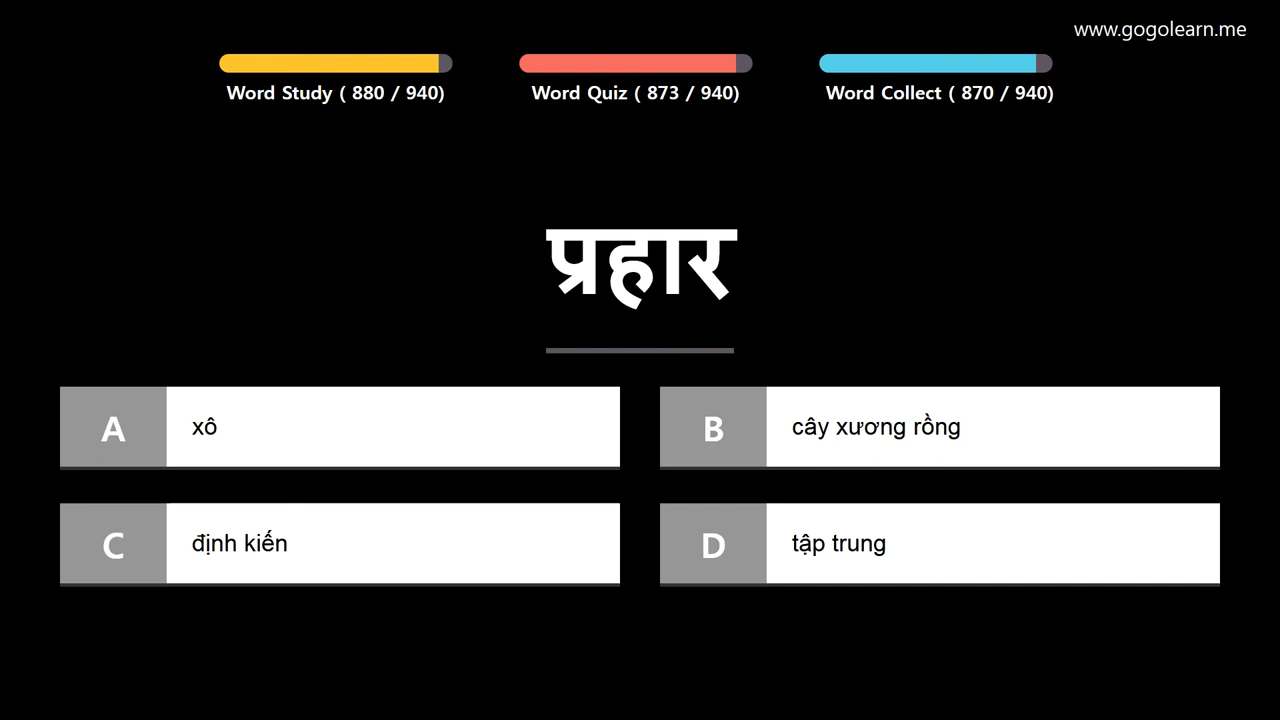 www.gogolearn.me
Word Study ( 880 / 940)
Word Quiz ( 873 / 940)
Word Collect ( 870 / 940)
प्रहार
A xô
B cây xương rồng
C định kiến
D tập trung